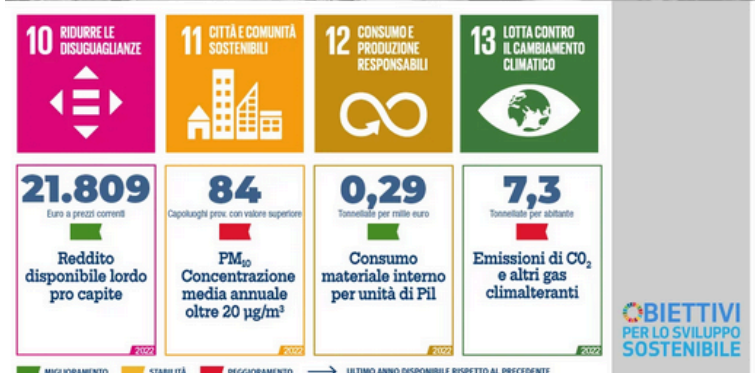 10 RIDURRE LE
DISUGUAGLIANZE
11 CITTÀ E COMUNITÀ
SOSTENIBILI
12 CONSUMO E
PRODUZIONE
RESPONSABILI
13 LOTTA CONTRO
IL CAMBIAMENTO
CLIMATICO
21.809
Euro a prezzi correnti
Reddito
disponibile lordo
pro capite
2022
84
Capoluoghi prov. con valore superiore
PM₁₀
Concentrazione
media annuale
oltre 20 µg/m³
2022
0,29
Tonnellate per mille euro
Consumo
materiale interno
per unità di Pil
2022
7,3
Tonnellate per abitante
Emissioni di CO₂
e altri gas
climalteranti
2022
OBIETTIVI
PER LO SVILUPPO
SOSTENIBILE
MIGLIORAMENTO STABILITÀ PEGGIORAMENTO → ULTIMO ANNO DISPONIBILE RISPETTO AL PRECEDENTE